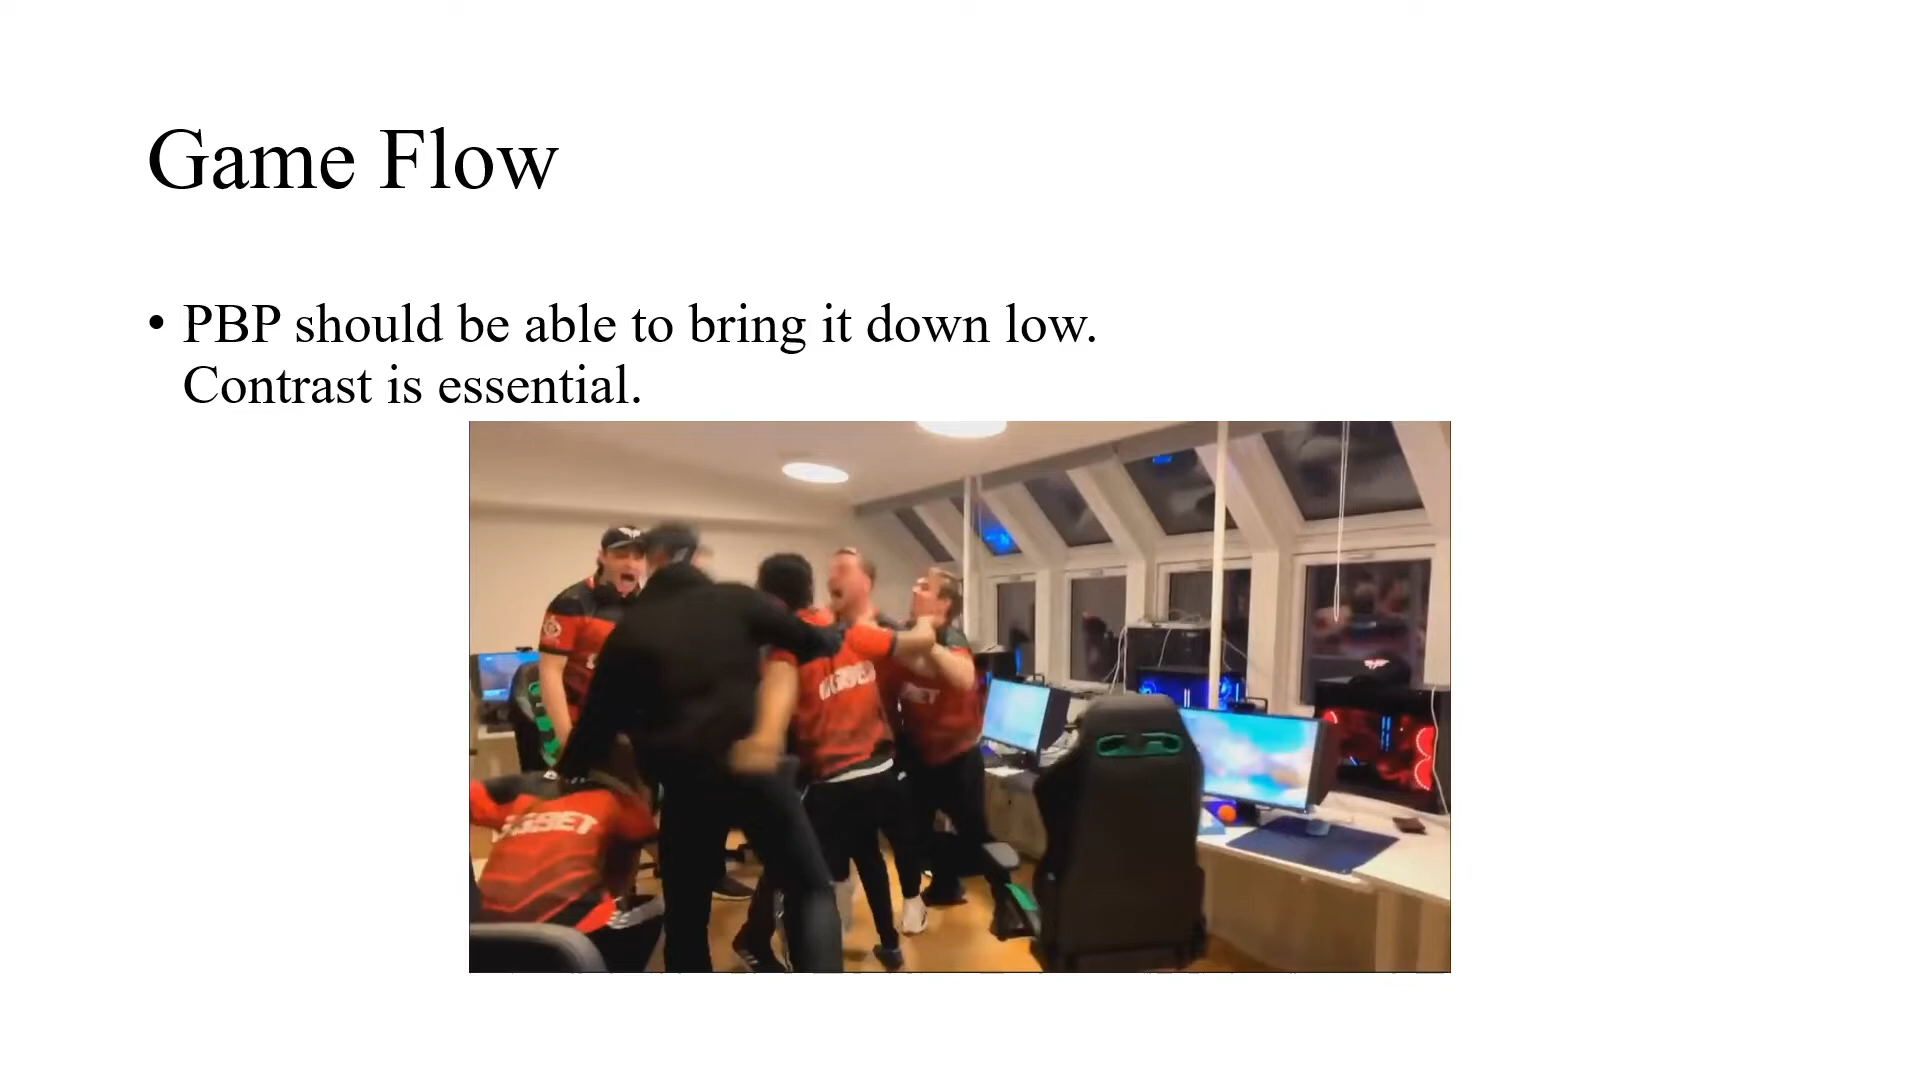 Game Flow
• PBP should be able to bring it down low.
Contrast is essential.